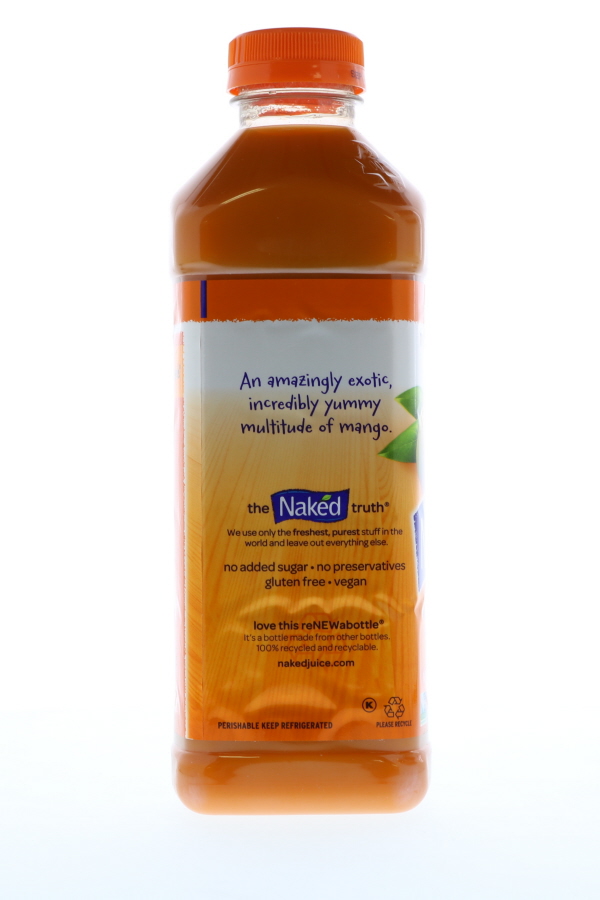 An amazingly exotic,
incredibly yummy
multitude of mango.
the Naked truth®
We use only the freshest, purest stuff in the
world and leave out everything else.
no added sugar • no preservatives
gluten free • vegan
love this reNEWabottle®
it's a bottle made from other bottles.
100% recycled and recyclable.
nakedjuice.com
K
PERISHABLE KEEP REFRIGERATED
PLEASE RECYCLE